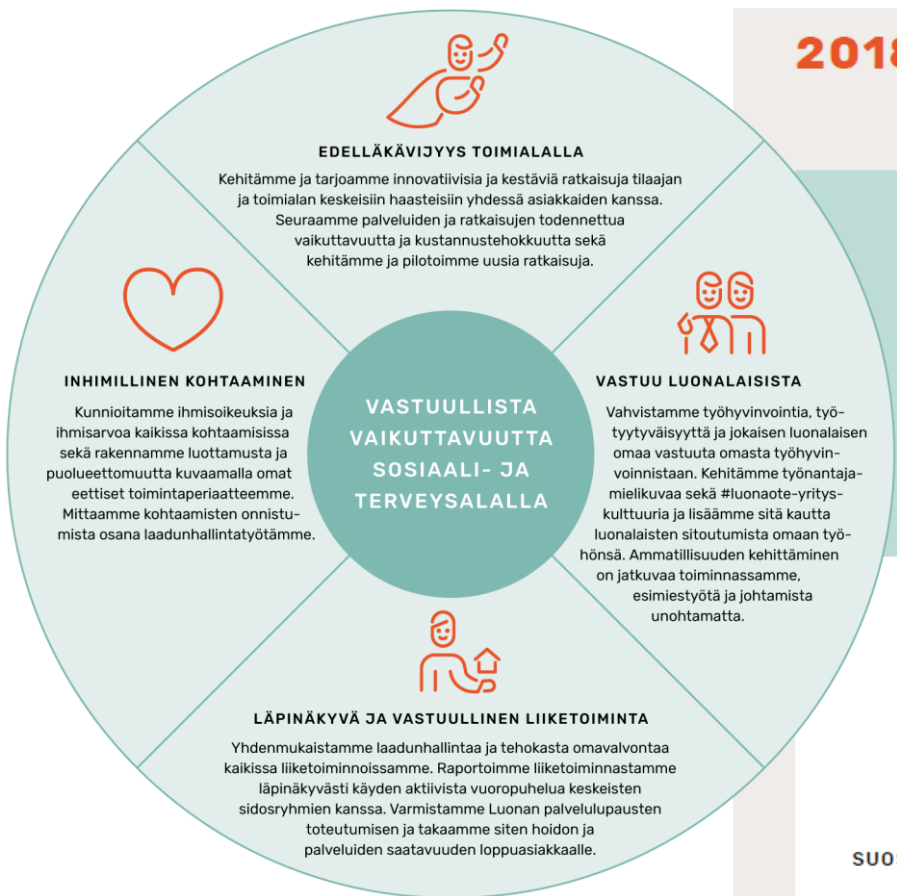 2018
EDELLÄKÄVIJYYS TOIMIALALLA
Kehitämme ja tarjoamme innovatiivisia ja kestäviä ratkaisuja tilaajan
ja toimialan keskeisiin haasteisiin yhdessä asiakkaiden kanssa.
Seuraamme palveluiden ja ratkaisujen todennettua
vaikuttavuutta ja kustannustehokkuutta sekä
kehitämme ja pilotoimme uusia ratkaisuja.
INHIMILLINEN KOHTAAMINEN
Kunnioitamme ihmisoikeuksia ja
ihmisarvoa kaikissa kohtaamisissa
sekä rakennamme luottamusta ja
puolueettomuutta kuvaamalla omat
eettiset toimintaperiaatteemme.
Mittaamme kohtaamisten onnistu-
mista osana laadunhallintatyötämme.
VASTUULLISTA
VAIKUTTAVUUTTA
SOSIAALI- JA
TERVEYSALALLA
VASTUU LUONALAISISTA
Vahvistamme työhyvinvointia, työ-
tyytyväisyyttä ja jokaisen luonalaisen
omaa vastuuta omasta työhyvin-
voinnistaan. Kehitämme työnantaja-
mielikuvaa sekä #luonaote-yritys-
kulttuuria ja lisäämme sitä kautta
luonalaisten sitoutumista omaan työ-
hönsä. Ammatillisuuden kehittäminen
on jatkuvaa toiminnassamme,
esimiestyötä ja johtamista
unohtamatta.
LÄPINÄKYVÄ JA VASTUULLINEN LIIKETOIMINTA
Yhdenmukaistamme laadunhallintaa ja tehokasta omavalvontaa
kaikissa liiketoiminnoissamme. Raportoimme liiketoiminnastamme
läpinäkyvästi käyden aktiivista vuoropuhelua keskeisten
sidosryhmien kanssa. Varmistamme Luonan palvelulupausten
toteutumisen ja takaamme siten hoidon ja
palveluiden saatavuuden loppuasiakkaalle.